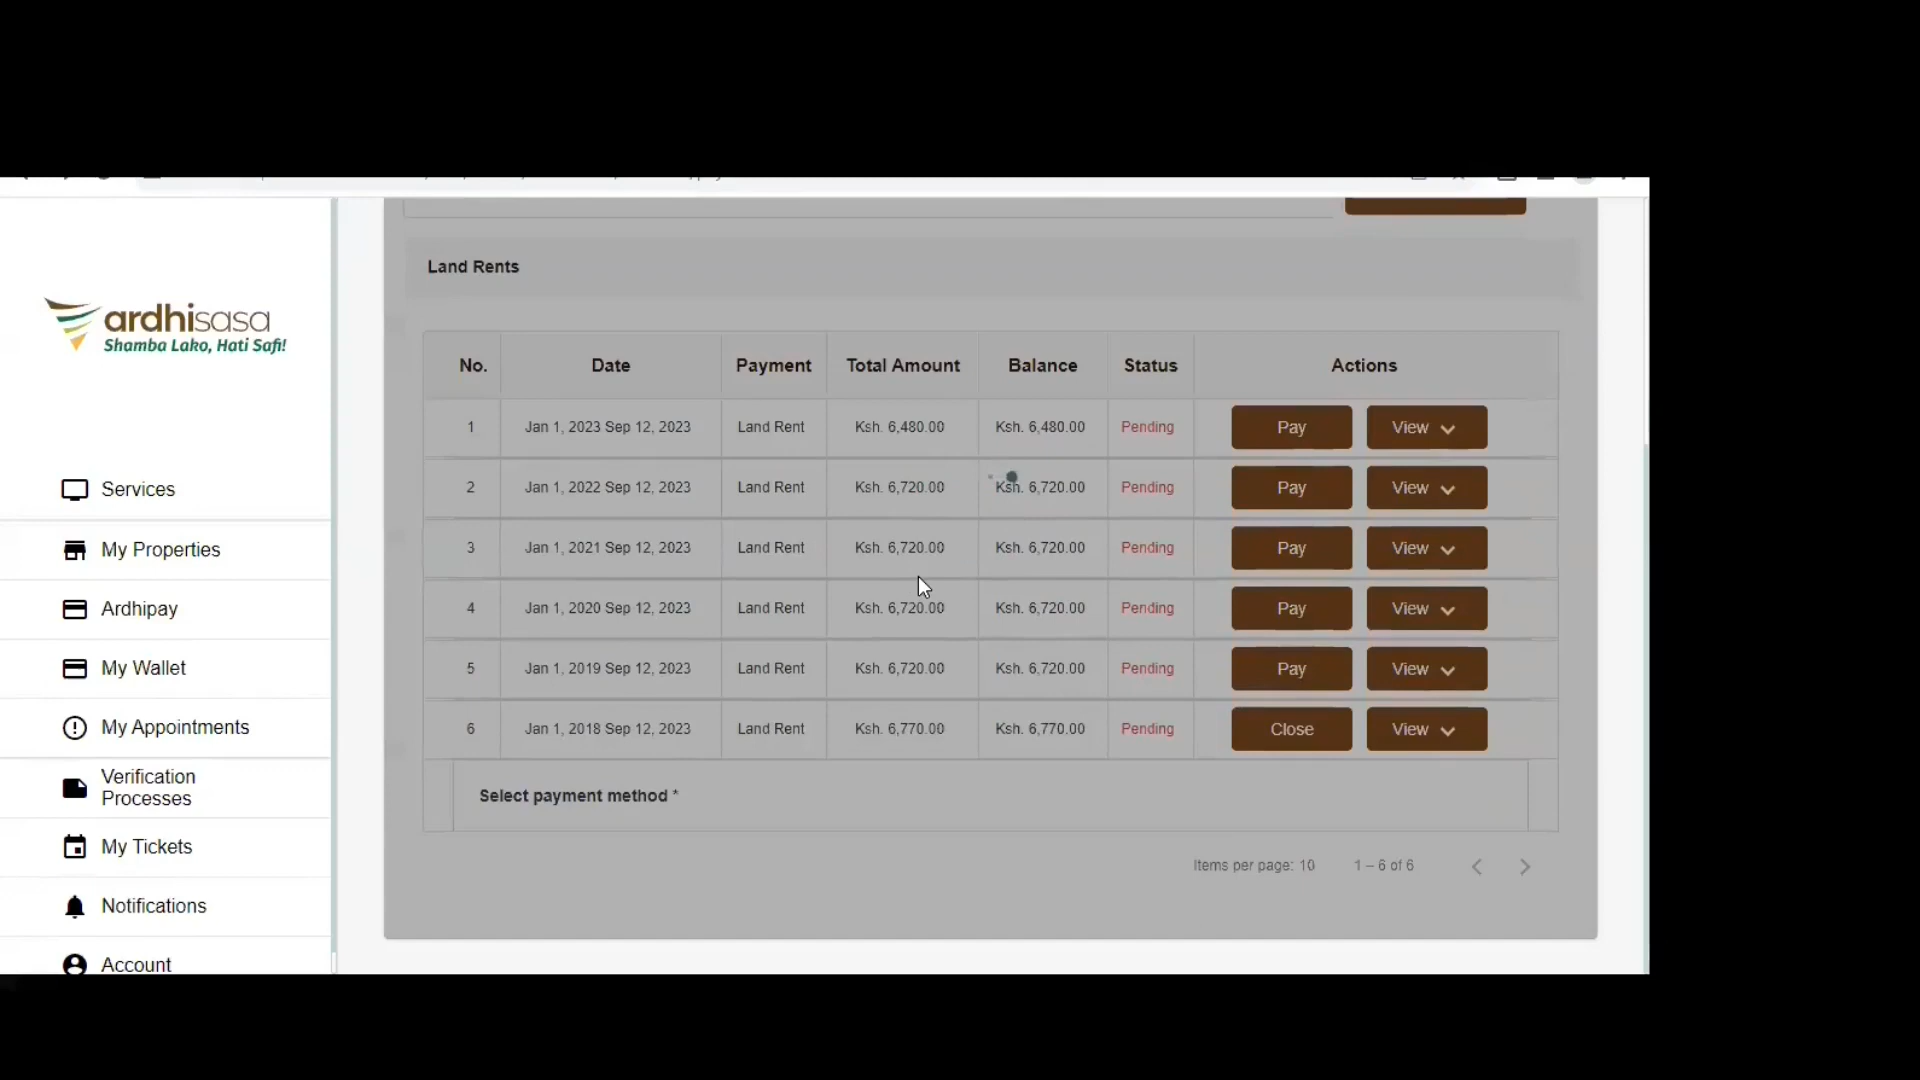 ardhisasa
Shamba Lako, Hati Safi!
Services
My Properties
Ardhipay
My Wallet
My Appointments
Verification
Processes
My Tickets
Notifications
Account
Land Rents
No. Date Payment Total Amount Balance Status Actions
1 Jan 1, 2023 Sep 12, 2023 Land Rent Ksh. 6,480.00 Ksh. 6,480.00 Pending Pay View
2 Jan 1, 2022 Sep 12, 2023 Land Rent Ksh. 6,720.00 Ksh. 6,720.00 Pending Pay View
3 Jan 1, 2021 Sep 12, 2023 Land Rent Ksh. 6,720.00 Ksh. 6,720.00 Pending Pay View
4 Jan 1, 2020 Sep 12, 2023 Land Rent Ksh. 6,720.00 Ksh. 6,720.00 Pending Pay View
5 Jan 1, 2019 Sep 12, 2023 Land Rent Ksh. 6,720.00 Ksh. 6,720.00 Pending Pay View
6 Jan 1, 2018 Sep 12, 2023 Land Rent Ksh. 6,770.00 Ksh. 6,770.00 Pending Close View
Select payment method *
Items per page: 10 1 – 6 of 6